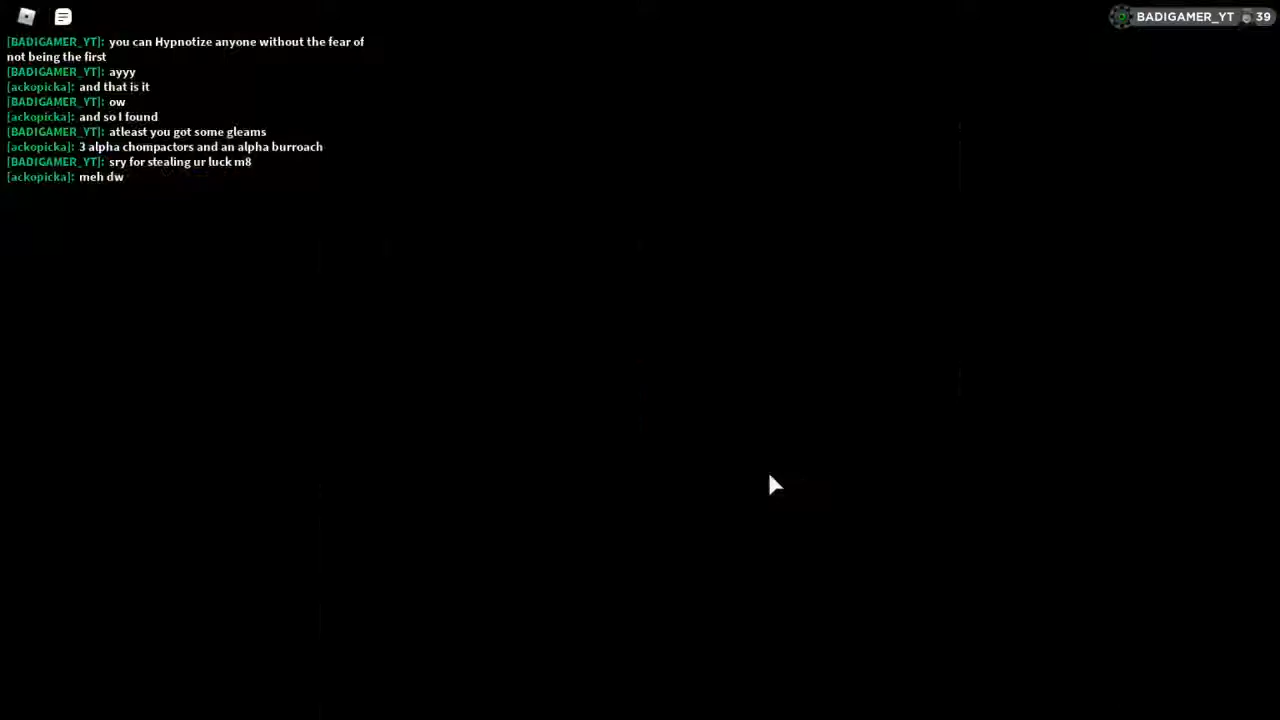 BADIGAMER_YT 39
[BADIGAMER_YT]: you can Hypnotize anyone without the fear of
not being the first
[BADIGAMER_YT]: ayyy
[ackopicka]: and that is it
[BADIGAMER_YT]: ow
[ackopicka]: and so I found
[BADIGAMER_YT]: atleast you got some gleams
[ackopicka]: 3 alpha chompactors and an alpha burroach
[BADIGAMER_YT]: sry for stealing ur luck m8
[ackopicka]: meh dw